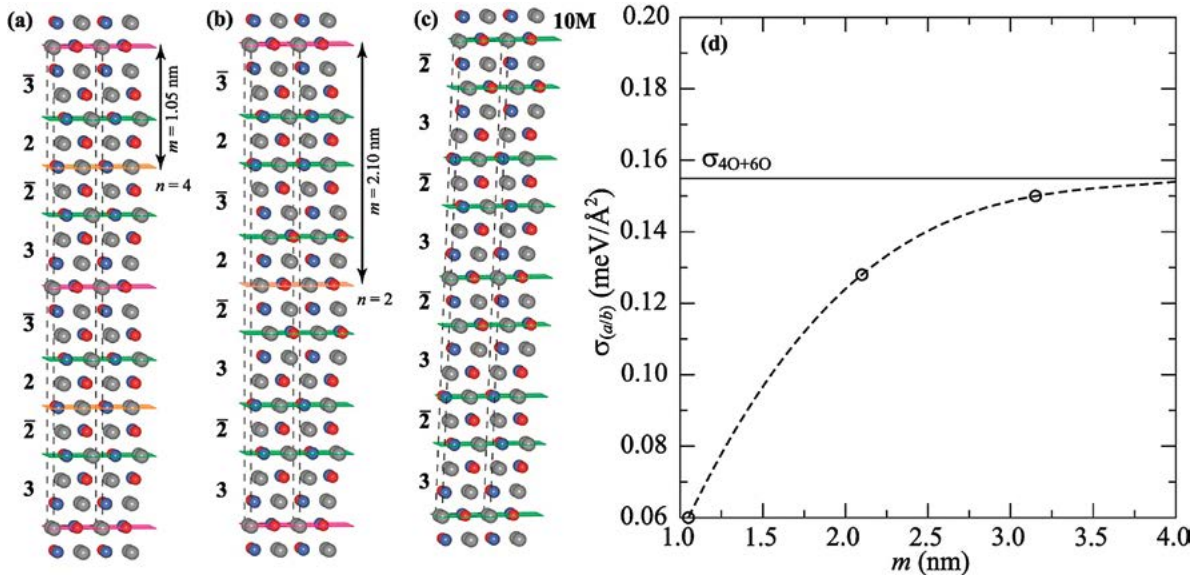 (a)
3̅
2
2̅
3
3̅
2
2̅
3
m = 1.05 nm
n = 4
(b)
3̅
2
3̅
2
2̅
3
2̅
3
m = 2.10 nm
n = 2
(c)
10M
2̅
3
2̅
3
2̅
3
2̅
3
(d)
σ4O+6O
σ(a/b) (meV/Å²)
0.20
0.18
0.16
0.14
0.12
0.10
0.08
0.06
1.0 1.5 2.0 2.5 3.0 3.5 4.0
m (nm)